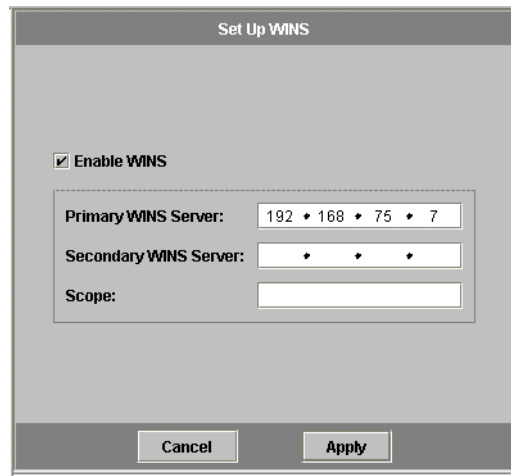 Set Up WINS
Enable WINS
Primary WINS Server: 192 . 168 . 75 . 7
Secondary WINS Server: . . .
Scope:
Cancel Apply